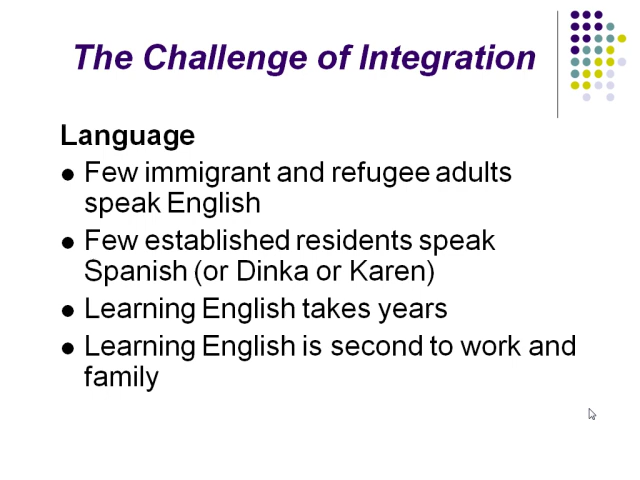 The Challenge of Integration
Language
Few immigrant and refugee adults
speak English
Few established residents speak
Spanish (or Dinka or Karen)
Learning English takes years
Learning English is second to work and
family